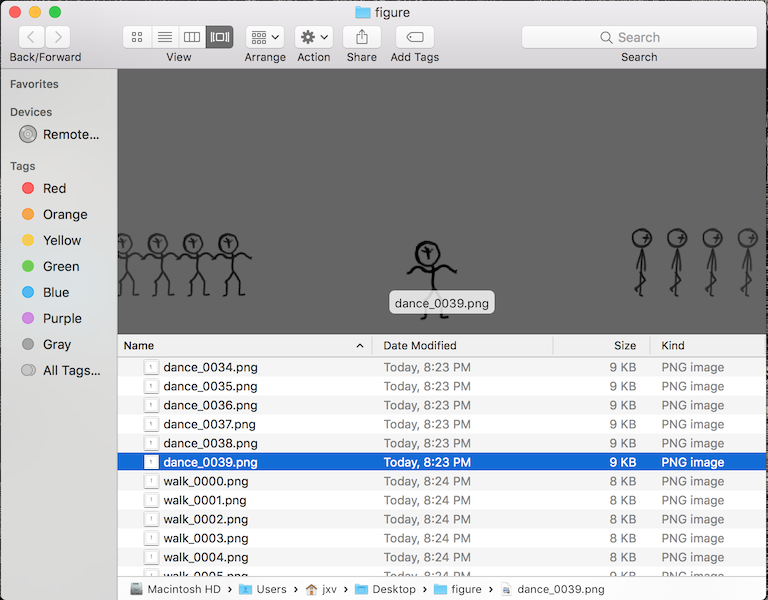 figure
Search
Back/Forward View Arrange Action Share Add Tags Search
Favorites
Devices
Remote...
Tags
Red
Orange
Yellow
Green
Blue
Purple
Gray
All Tags...
dance_0039.png
Name Date Modified Size Kind
dance_0034.png Today, 8:23 PM 9 KB PNG image
dance_0035.png Today, 8:23 PM 9 KB PNG image
dance_0036.png Today, 8:23 PM 9 KB PNG image
dance_0037.png Today, 8:23 PM 9 KB PNG image
dance_0038.png Today, 8:23 PM 9 KB PNG image
dance_0039.png Today, 8:23 PM 9 KB PNG image
walk_0000.png Today, 8:24 PM 8 KB PNG image
walk_0001.png Today, 8:24 PM 8 KB PNG image
walk_0002.png Today, 8:24 PM 8 KB PNG image
walk_0003.png Today, 8:24 PM 8 KB PNG image
walk_0004.png Today, 8:24 PM 8 KB PNG image
walk_0005.png Today, 8:24 PM 8 KB PNG image
Macintosh HD › Users › jxv › Desktop › figure › dance_0039.png